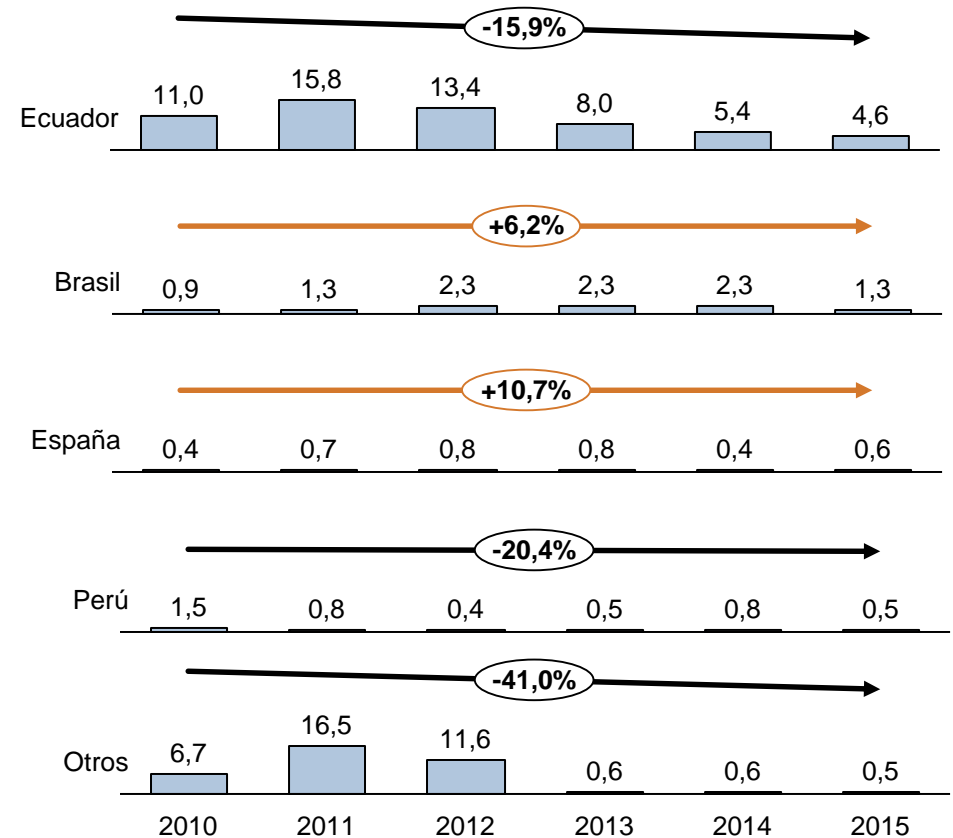 -15,9%
11,0 15,8 13,4 8,0 5,4 4,6
Ecuador
+6,2%
Brasil 0,9 1,3 2,3 2,3 2,3 1,3
+10,7%
España 0,4 0,7 0,8 0,8 0,4 0,6
-20,4%
Perú 1,5 0,8 0,4 0,5 0,8 0,5
-41,0%
Otros 6,7 16,5 11,6 0,6 0,6 0,5
2010 2011 2012 2013 2014 2015